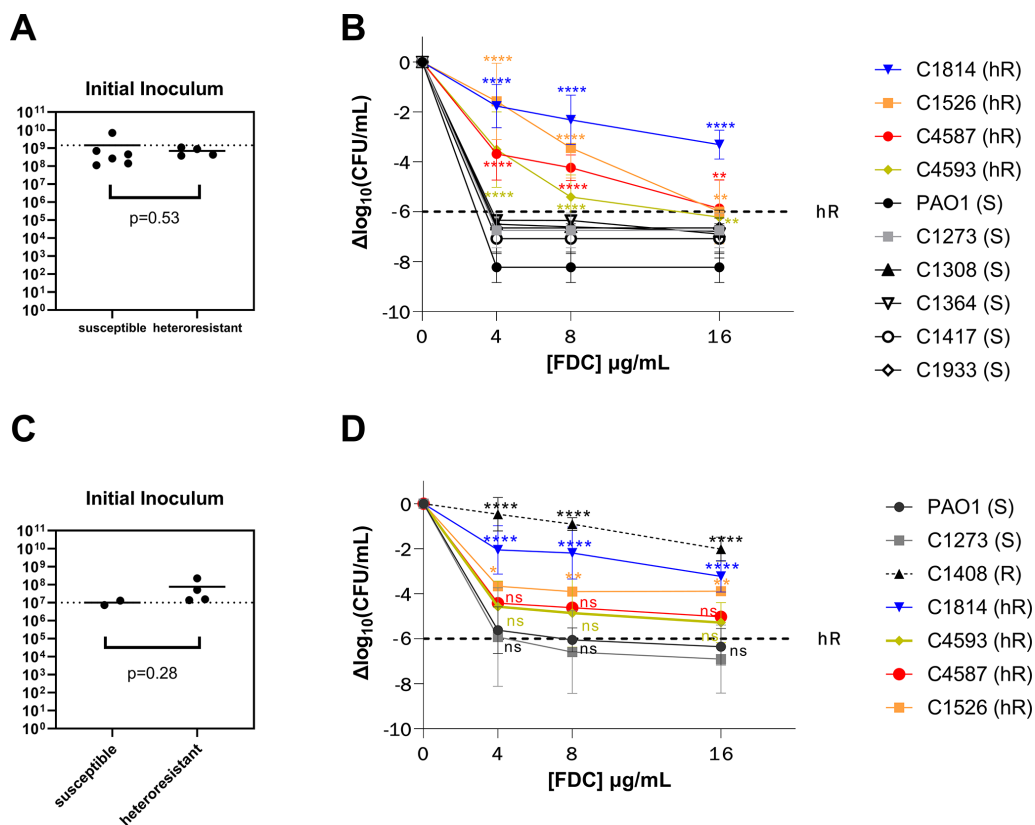 A
Initial Inoculum
10¹¹
10¹⁰
10⁹
10⁸
10⁷
10⁶
10⁵
10⁴
10³
10²
10¹
10⁰
p=0.53
susceptible heteroresistant
B
Δlog₁₀(CFU/mL)
0
-2
-4
-6
-8
-10
**** **** ****
**** **** ****
**** **** **
**** **** **
**
hR
0 4 8 16
[FDC] µg/mL
C1814 (hR)
C1526 (hR)
C4587 (hR)
C4593 (hR)
PAO1 (S)
C1273 (S)
C1308 (S)
C1364 (S)
C1417 (S)
C1933 (S)
C
Initial Inoculum
10¹¹
10¹⁰
10⁹
10⁸
10⁷
10⁶
10⁵
10⁴
10³
10²
10¹
10⁰
p=0.28
susceptible
heteroresistant
D
Δlog₁₀(CFU/mL)
0
-2
-4
-6
-8
-10
**** **** ****
**** **** ****
* ** **
ns ns ns
ns ns ns
ns ns ns
hR
0 4 8 16
[FDC] µg/mL
PAO1 (S)
C1273 (S)
C1408 (R)
C1814 (hR)
C4593 (hR)
C4587 (hR)
C1526 (hR)